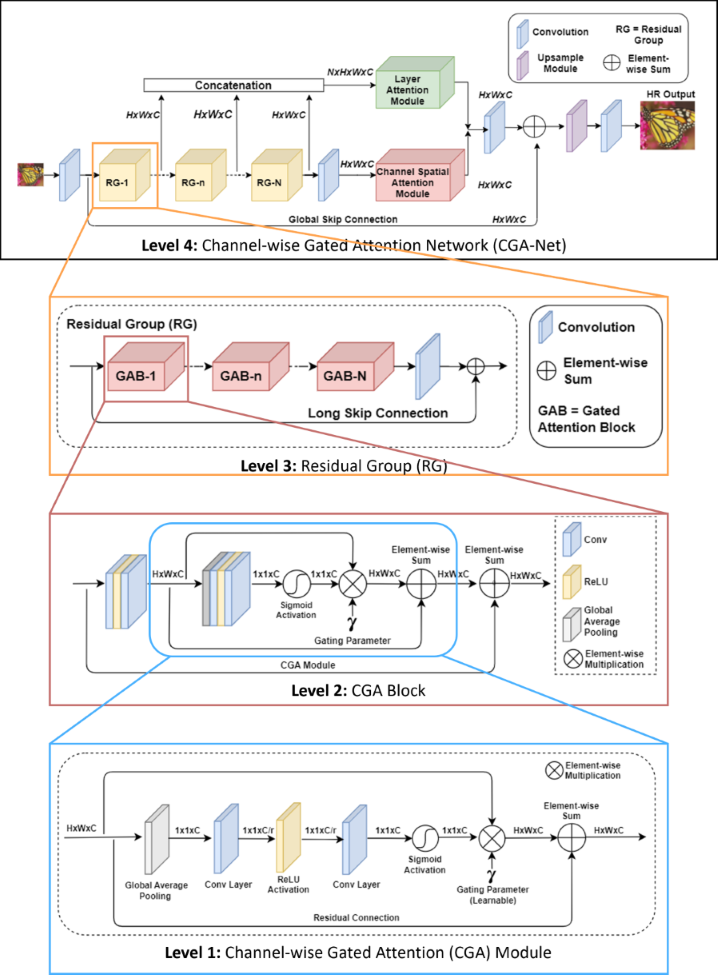 Convolution
RG = Residual
Group
Upsample
Module
Element-
wise Sum
NxHxWxC
Layer
Attention
Module
Concatenation
HxWxC
HxWxC
HxWxC
HxWxC
HR Output
RG-1
RG-n
RG-N
HxWxC
Channel Spatial
Attention
Module
HxWxC
Global Skip Connection
HxWxC
Level 4: Channel-wise Gated Attention Network (CGA-Net)
Residual Group (RG)
GAB-1
GAB-n
GAB-N
Long Skip Connection
Convolution
Element-wise
Sum
GAB = Gated
Attention Block
Level 3: Residual Group (RG)
HxWxC
1x1xC
Sigmoid
Activation
1x1xC
HxWxC
Element-wise
Sum
HxWxC
Element-wise
Sum
HxWxC
γ
Gating Parameter
CGA Module
Conv
ReLU
Global
Average
Pooling
Element-wise
Multiplication
Level 2: CGA Block
Element-wise
Multiplication
HxWxC
1x1xC
1x1xC/r
1x1xC/r
1x1xC
1x1xC
HxWxC
Element-wise
Sum
HxWxC
Global Average
Pooling
Conv Layer
ReLU
Activation
Conv Layer
Sigmoid
Activation
γ
Gating Parameter
(Learnable)
Residual Connection
Level 1: Channel-wise Gated Attention (CGA) Module